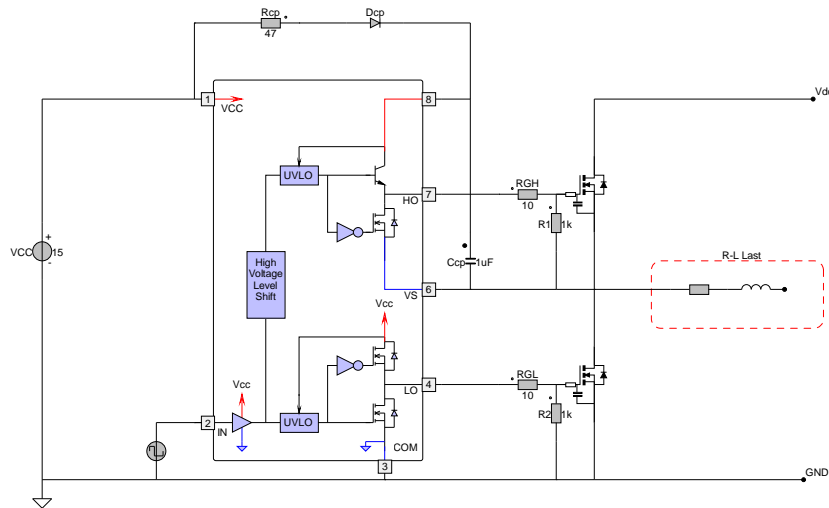 Rcp
47
Dcp
1
VCC
8
Vdc
UVLO
7
HO
RGH
10
R1
1k
VCC
+
15
-
High
Voltage
Level
Shift
Ccp
1uF
R-L Last
6
VS
Vcc
Vcc
4
LO
RGL
10
2
IN
UVLO
R2
1k
COM
3
GND